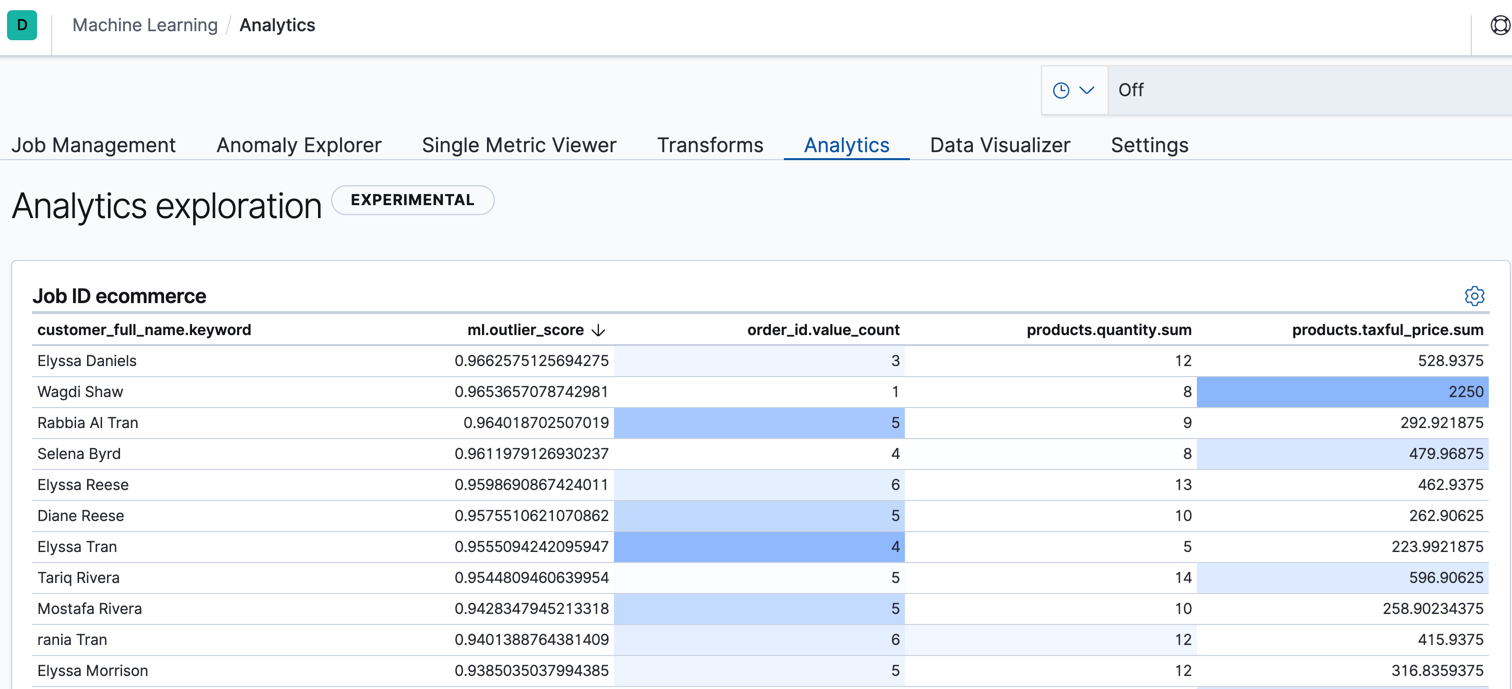 D Machine Learning / Analytics
Off
Job Management Anomaly Explorer Single Metric Viewer Transforms Analytics Data Visualizer Settings
Analytics exploration EXPERIMENTAL
Job ID ecommerce
customer_full_name.keyword ml.outlier_score order_id.value_count products.quantity.sum products.taxful_price.sum
Elyssa Daniels 0.9662575125694275 3 12 528.9375
Wagdi Shaw 0.9653657078742981 1 8 2250
Rabbia Al Tran 0.964018702507019 5 9 292.921875
Selena Byrd 0.9611979126930237 4 8 479.96875
Elyssa Reese 0.9598690867424011 6 13 462.9375
Diane Reese 0.9575510621070862 5 10 262.90625
Elyssa Tran 0.9555094242095947 4 5 223.9921875
Tariq Rivera 0.9544809460639954 5 14 596.90625
Mostafa Rivera 0.9428347945213318 5 10 258.90234375
rania Tran 0.9401388764381409 6 12 415.9375
Elyssa Morrison 0.9385035037994385 5 12 316.8359375